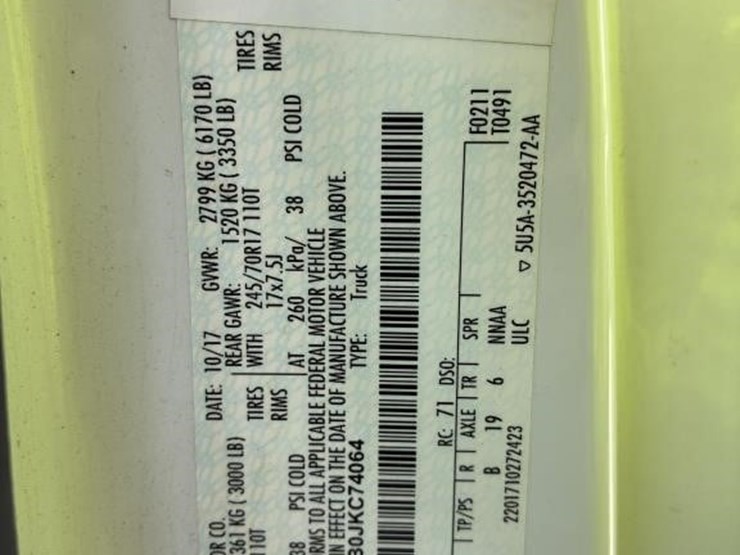 OR CO. DATE: 10/17 GVWR: 2799 KG ( 6170 LB)
361 KG ( 3000 LB) REAR GAWR: 1520 KG ( 3350 LB)
110T TIRES WITH 245/70R17 110T TIRES
RIMS 17x7.5J RIMS
38 PSI COLD AT 260 kPa/ 38 PSI COLD
RMS TO ALL APPLICABLE FEDERAL MOTOR VEHICLE
IN EFFECT ON THE DATE OF MANUFACTURE SHOWN ABOVE.
30JKC74064 TYPE: Truck
RC: 71 DSO: F0211
TP/PS R AXLE TR SPR T0491
B 19 6 NNAA
2201710272423 ULC ▽ 5U5A-3520472-AA